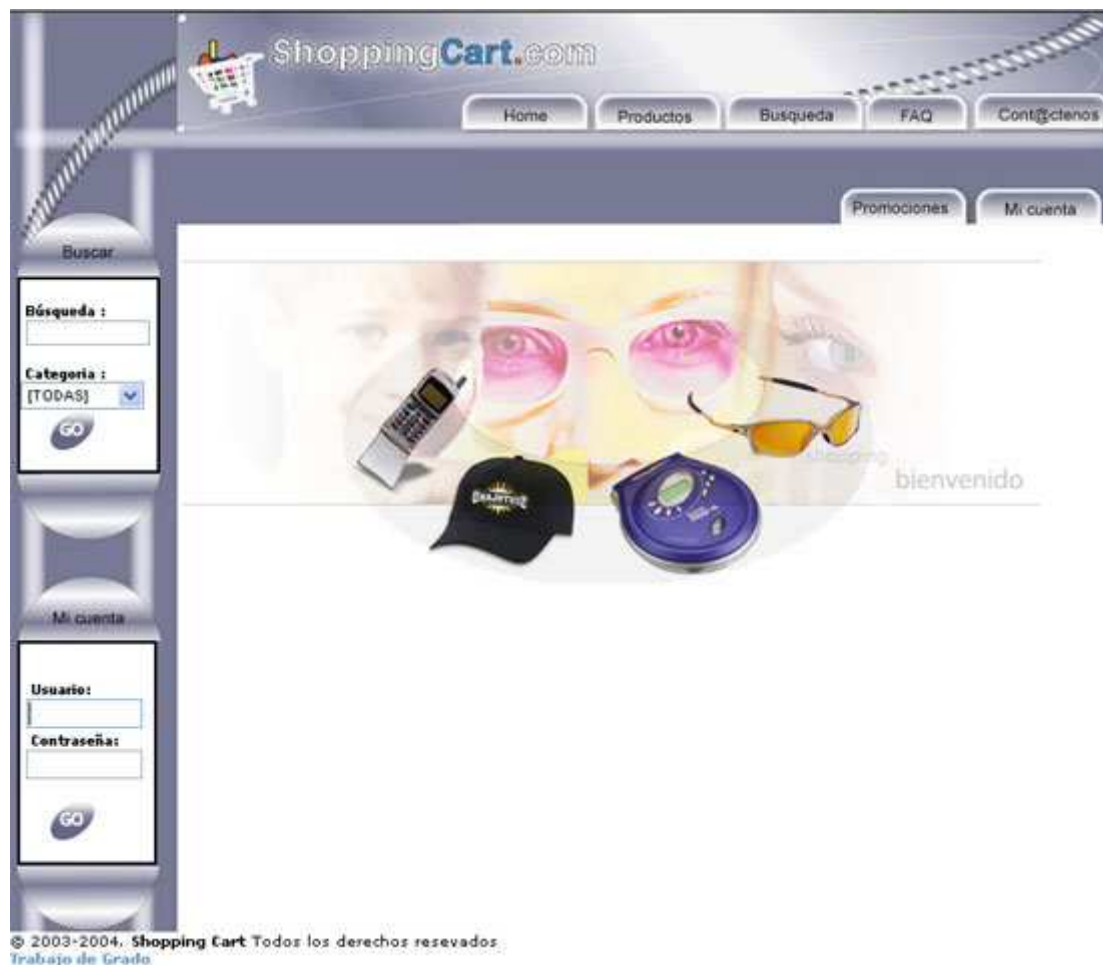 ShoppingCart.com
Home Productos Busqueda FAQ Cont@ctenos
Promociones Mi cuenta
Buscar
Búsqueda :
Categoria :
[TODAS]
GO
shopping
bienvenido
Mi cuenta
Usuario:
Contraseña:
GO
© 2003-2004. Shopping Cart Todos los derechos resevados
Trabajo de Grado